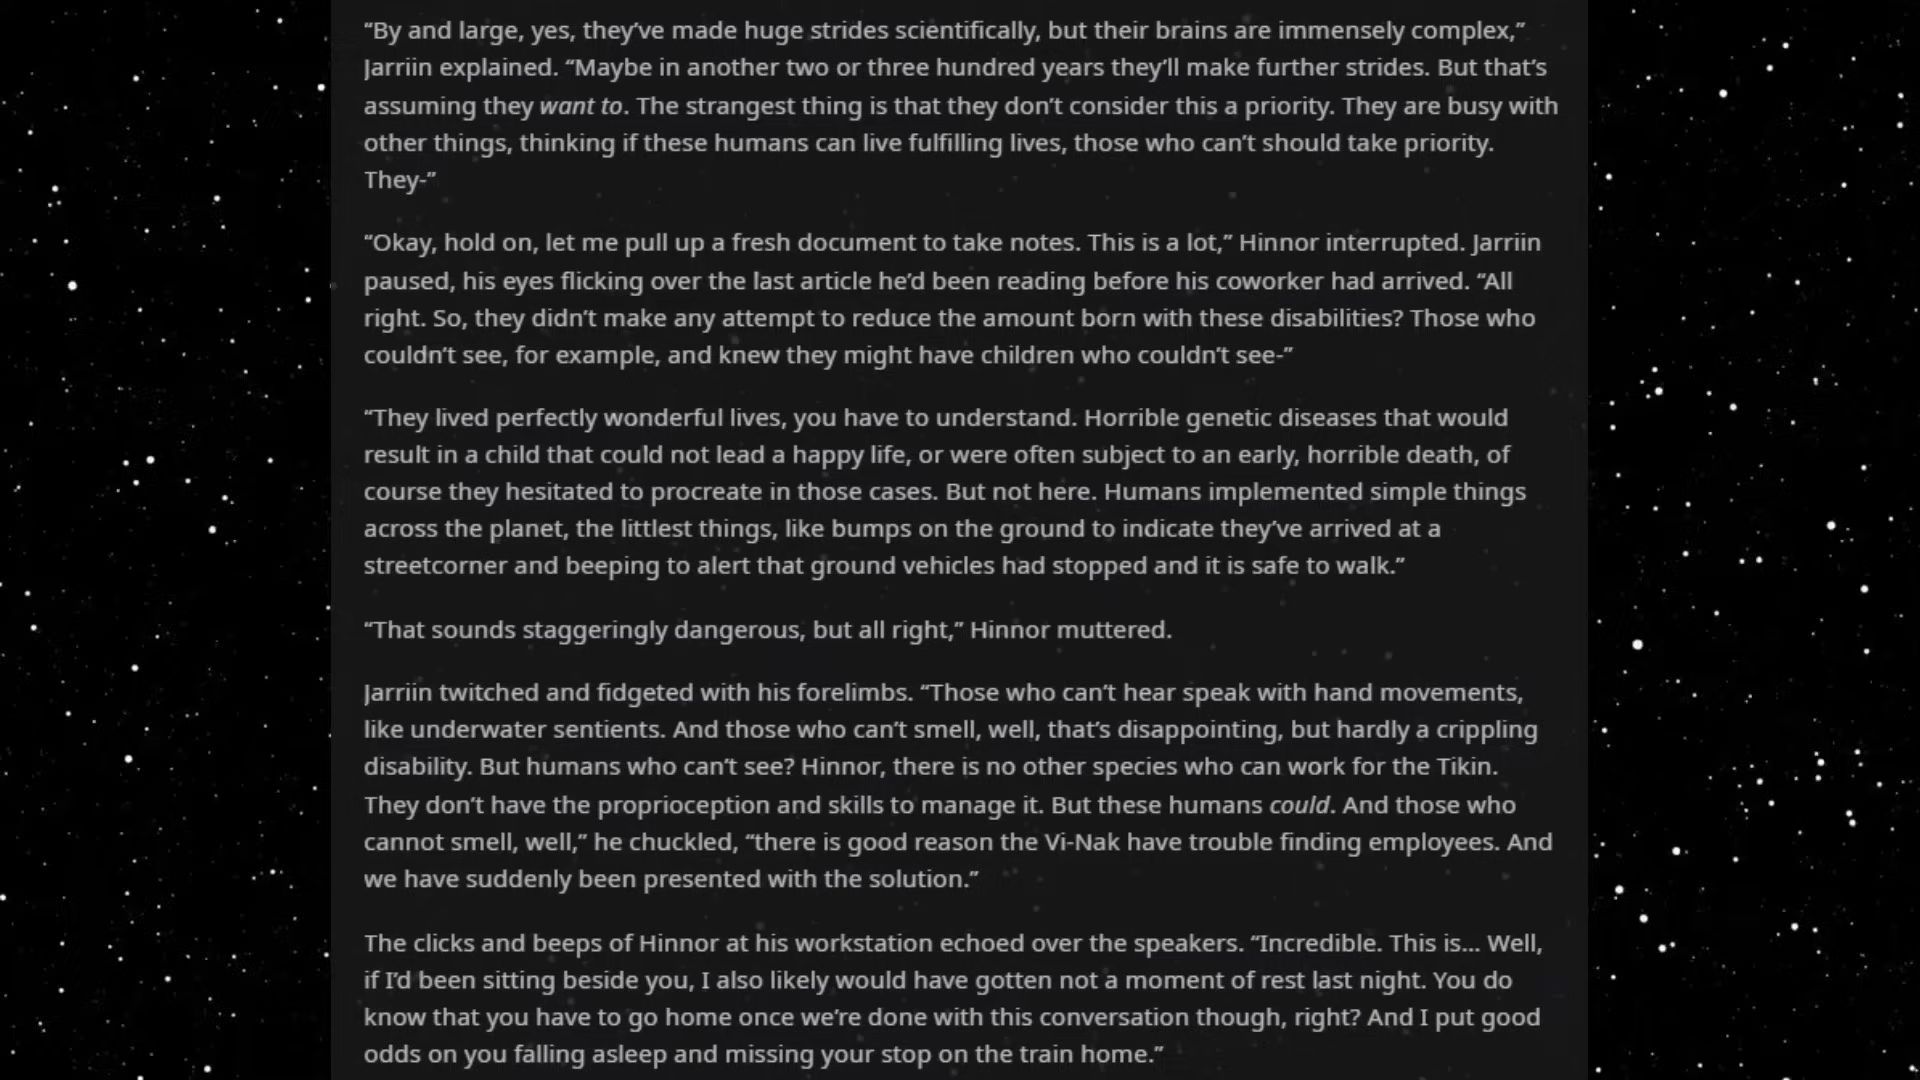 “By and large, yes, they’ve made huge strides scientifically, but their brains are immensely complex,”
Jarriin explained. “Maybe in another two or three hundred years they’ll make further strides. But that’s
assuming they want to. The strangest thing is that they don’t consider this a priority. They are busy with
other things, thinking if these humans can live fulfilling lives, those who can’t should take priority.
They-”
“Okay, hold on, let me pull up a fresh document to take notes. This is a lot,” Hinnor interrupted. Jarriin
paused, his eyes flicking over the last article he’d been reading before his coworker had arrived. “All
right. So, they didn’t make any attempt to reduce the amount born with these disabilities? Those who
couldn’t see, for example, and knew they might have children who couldn’t see-”
“They lived perfectly wonderful lives, you have to understand. Horrible genetic diseases that would
result in a child that could not lead a happy life, or were often subject to an early, horrible death, of
course they hesitated to procreate in those cases. But not here. Humans implemented simple things
across the planet, the littlest things, like bumps on the ground to indicate they’ve arrived at a
streetcorner and beeping to alert that ground vehicles had stopped and it is safe to walk.”
“That sounds staggeringly dangerous, but all right,” Hinnor muttered.
Jarriin twitched and fidgeted with his forelimbs. “Those who can’t hear speak with hand movements,
like underwater sentients. And those who can’t smell, well, that’s disappointing, but hardly a crippling
disability. But humans who can’t see? Hinnor, there is no other species who can work for the Tikin.
They don’t have the proprioception and skills to manage it. But these humans could. And those who
cannot smell, well,” he chuckled, “there is good reason the Vi-Nak have trouble finding employees. And
we have suddenly been presented with the solution.”
The clicks and beeps of Hinnor at his workstation echoed over the speakers. “Incredible. This is... Well,
if I’d been sitting beside you, I also likely would have gotten not a moment of rest last night. You do
know that you have to go home once we’re done with this conversation though, right? And I put good
odds on you falling asleep and missing your stop on the train home.”